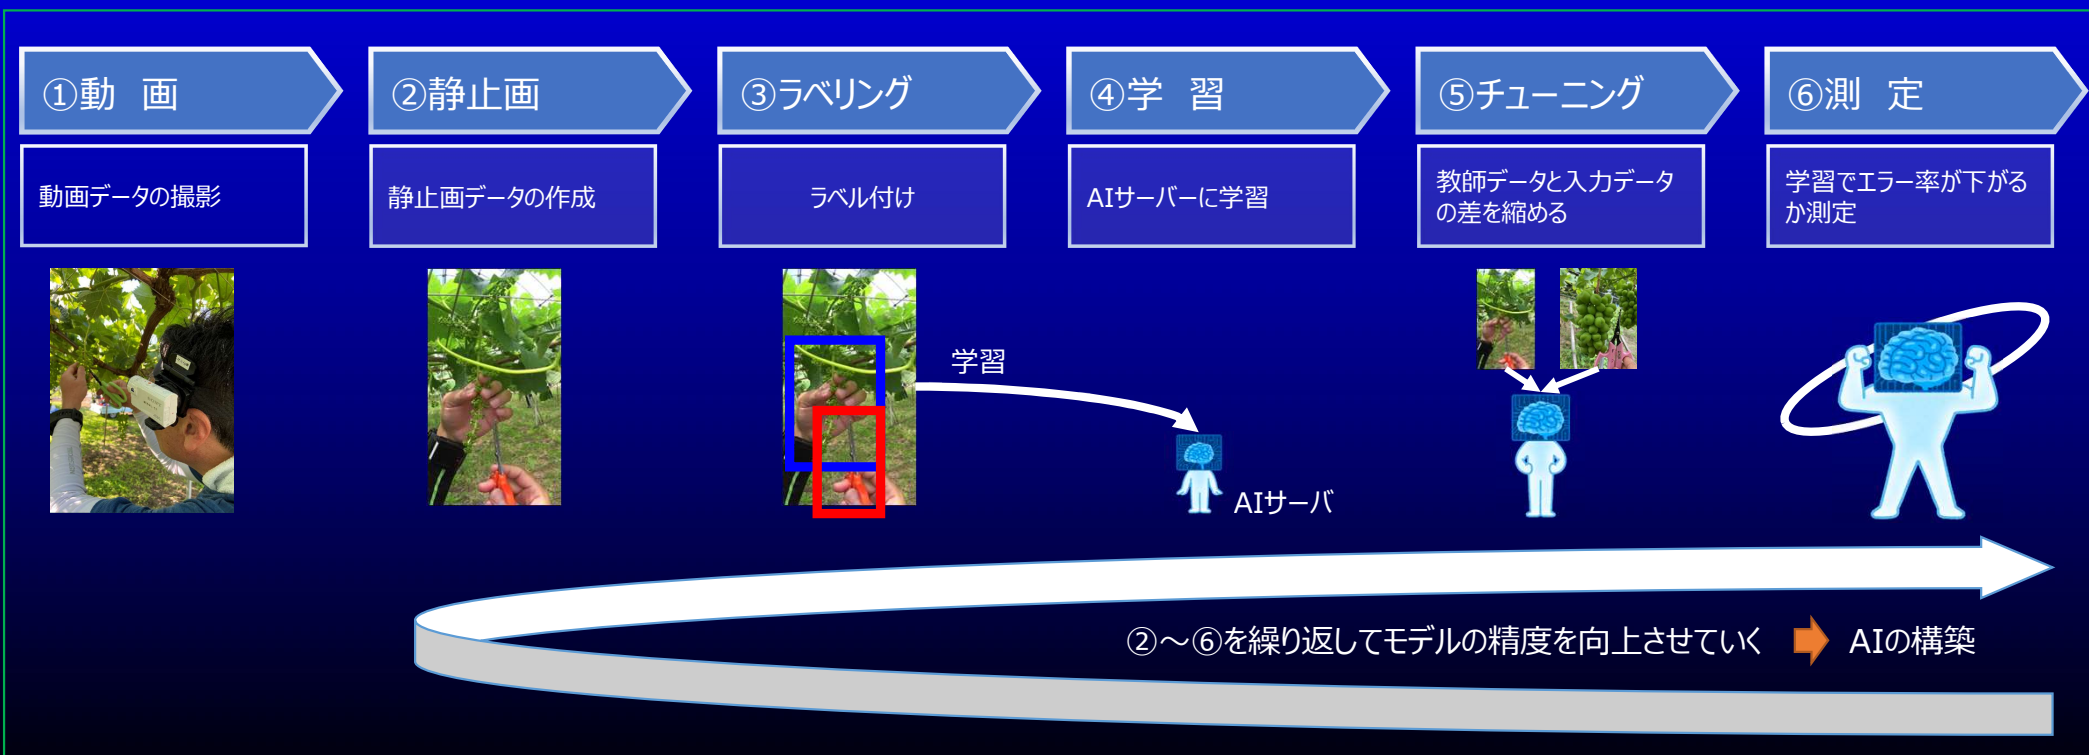 ①動　画
②静止画
③ラベリング
④学　習
⑤チューニング
⑥測　定
動画データの撮影
静止画データの作成
ラベル付け
AIサーバーに学習
教師データと入力データ
の差を縮める
学習でエラー率が下がる
か測定
学習
AIサーバ
②～⑥を繰り返してモデルの精度を向上させていく
AIの構築